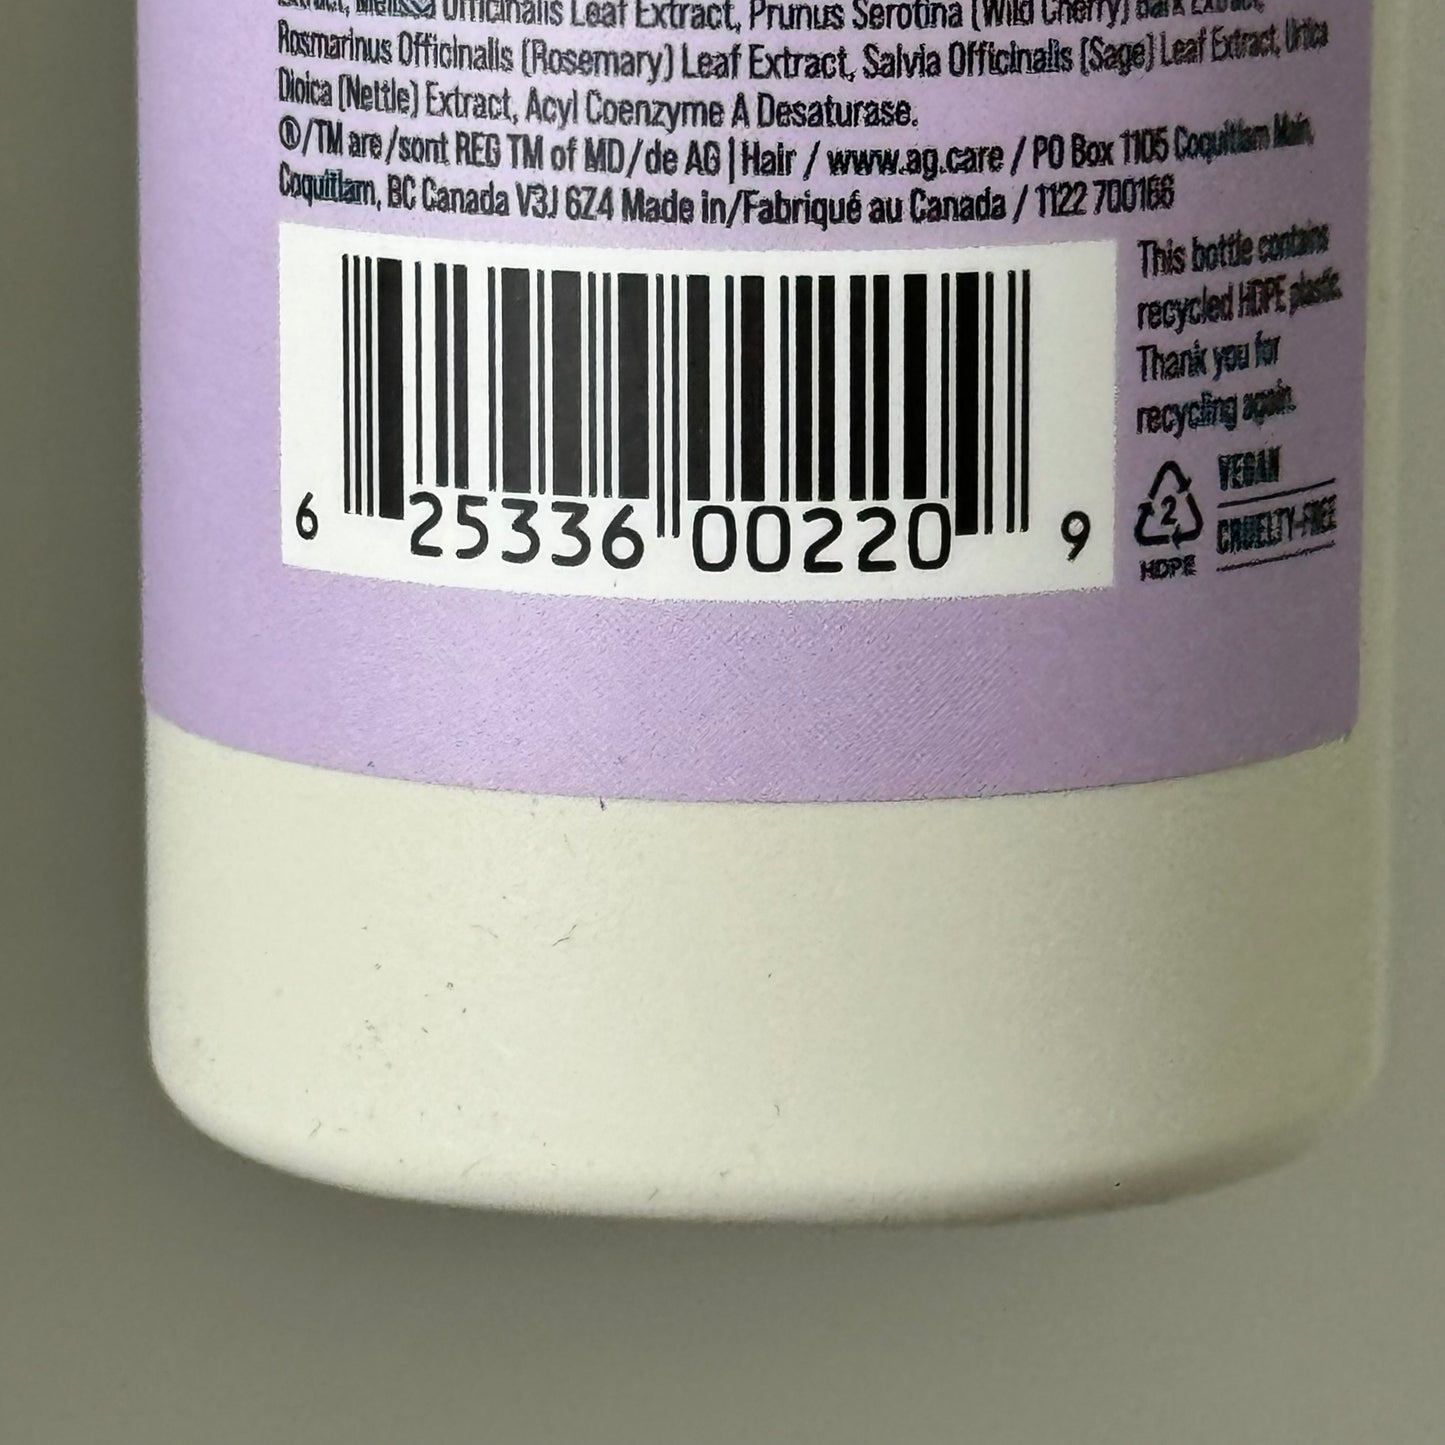 Extract, Melissa Officinalis Leaf Extract, Prunus Serotina (Wild Cherry) Bark Extract,
Rosmarinus Officinalis (Rosemary) Leaf Extract, Salvia Officinalis (Sage) Leaf Extract, Urtica
Dioica (Nettle) Extract, Acyl Coenzyme A Desaturase.
®/TM are/sont REG TM of MD/de AG | Hair / www.ag.care / PO Box 1105 Coquitlam Main,
Coquitlam, BC Canada V3J 6Z4 Made in/Fabriqué au Canada / 1122 700166
This bottle contains
recycled HDPE plastic.
Thank you for
recycling again.
2
HDPE
VEGAN
CRUELTY-FREE
6 25336 00220 9